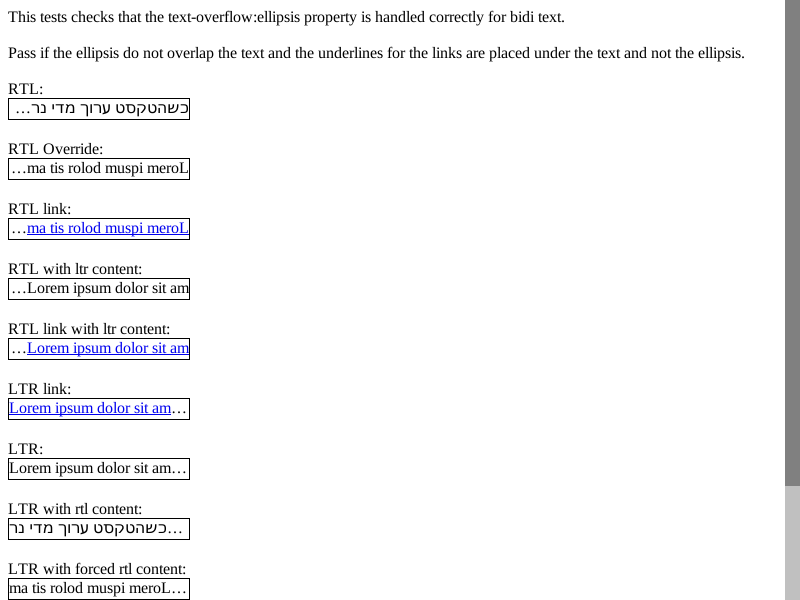 This tests checks that the text-overflow:ellipsis property is handled correctly for bidi text.
Pass if the ellipsis do not overlap the text and the underlines for the links are placed under the text and not the ellipsis.
RTL:
כשהטקסט ערוך מדי נר…
RTL Override:
…ma tis rolod muspi meroL
RTL link:
…ma tis rolod muspi meroL
RTL with ltr content:
…Lorem ipsum dolor sit am
RTL link with ltr content:
…Lorem ipsum dolor sit am
LTR link:
Lorem ipsum dolor sit am…
LTR:
Lorem ipsum dolor sit am…
LTR with rtl content:
כשהטקסט ערוך מדי נר…
LTR with forced rtl content:
ma tis rolod muspi meroL…